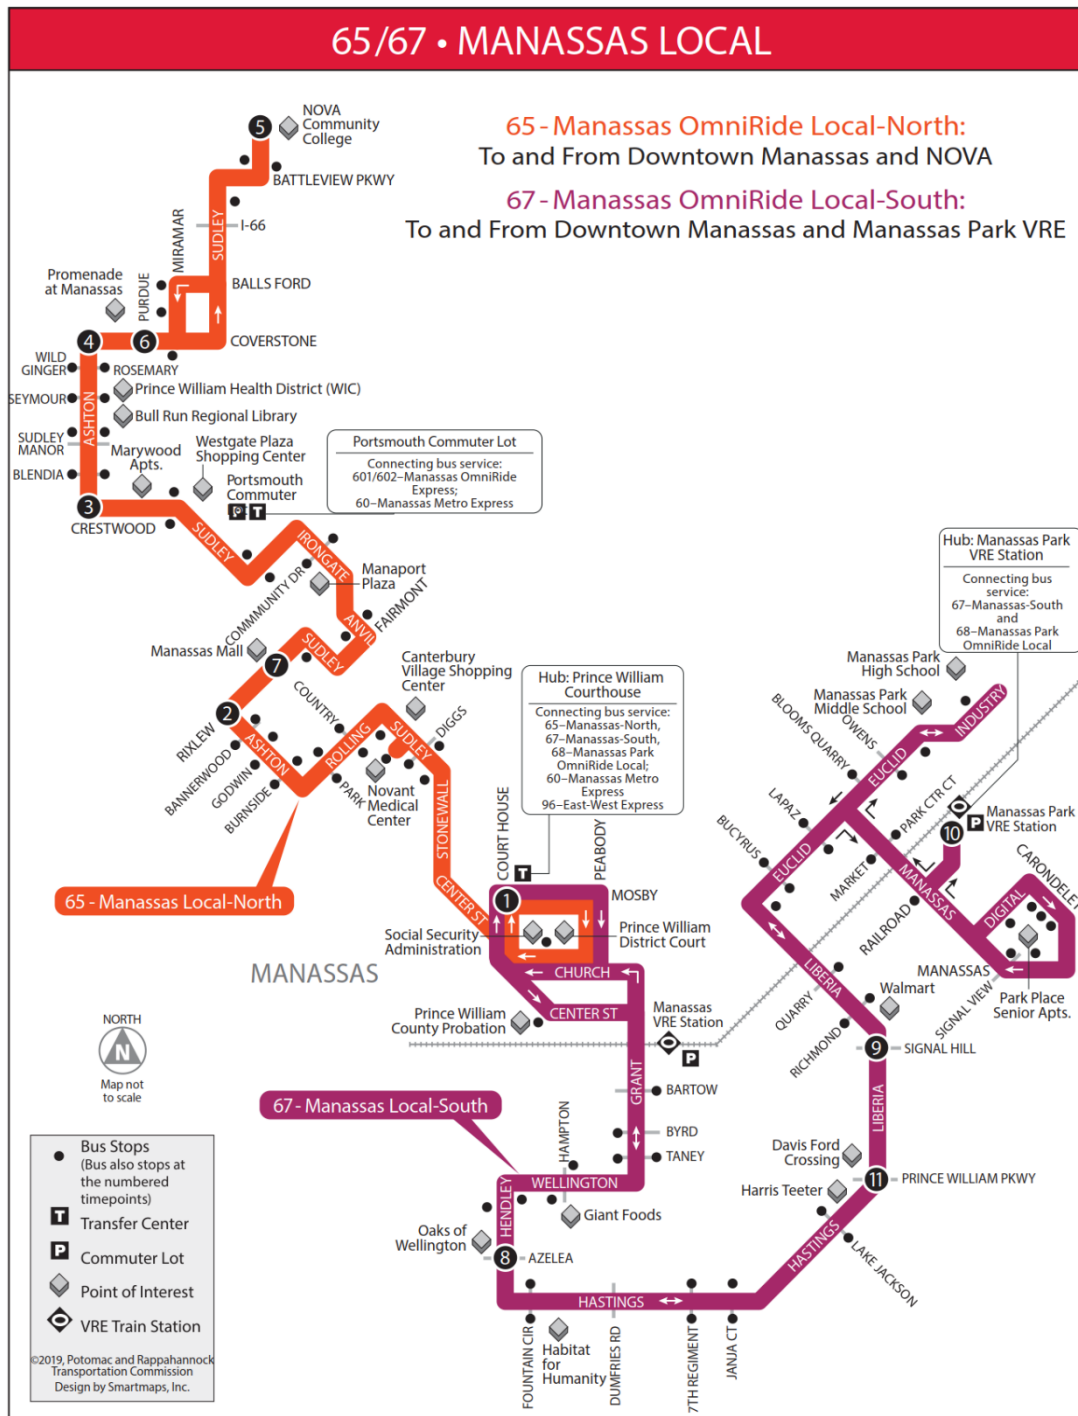 65/67 • MANASSAS LOCAL
65 - Manassas OmniRide Local-North:
To and From Downtown Manassas and NOVA
67 - Manassas OmniRide Local-South:
To and From Downtown Manassas and Manassas Park VRE
5
NOVA
Community
College
BATTLEVIEW PKWY
SUDLEY
I-66
MIRAMAR
BALLS FORD
PURDUE
Promenade
at Manassas
4
6
COVERSTONE
WILD
GINGER
ROSEMARY
Prince William Health District (WIC)
SEYMOUR
Bull Run Regional Library
ASHTON
SUDLEY
MANOR
BLENDIA
Marywood
Apts.
Westgate Plaza
Shopping Center
Portsmouth
Commuter
P T
3
CRESTWOOD
Portsmouth Commuter Lot
Connecting bus service:
601/602–Manassas OmniRide
Express;
60–Manassas Metro Express
SUDLEY
IRONGATE
COMMMUNITY DR
Manaport
Plaza
ANVIL
FAIRMONT
Manassas Mall
SUDLEY
7
2
RIXLEW
BANNERWOOD
GODWIN
BURNSIDE
ASHTON
COUNTRY
ROLLING
PARK
Canterbury
Village Shopping
Center
SUDLEY
DIGGS
Novant
Medical
Center
STONEWALL
CENTER ST
65 - Manassas Local-North
Hub: Prince William
Courthouse
Connecting bus service:
65–Manassas-North,
67–Manassas-South,
68–Manassas Park
OmniRide Local;
60–Manassas Metro
Express
96–East-West Express
Hub: Manassas Park
VRE Station
Connecting bus
service:
67–Manassas-South
and
68–Manassas Park
OmniRide Local
COURT HOUSE
T
PEABODY
1
MOSBY
Social Security
Administration
Prince William
District Court
MANASSAS
CHURCH
CENTER ST
Prince William
County Probation
Manassas
VRE Station
P
GRANT
BARTOW
BYRD
TANEY
67 - Manassas Local-South
HAMPTON
WELLINGTON
Giant Foods
HENDLEY
Oaks of
Wellington
8
AZELEA
HASTINGS
FOUNTAIN CIR
Habitat
for
Humanity
DUMFRIES RD
7TH REGIMENT
JANJA CT
HASTINGS
LAKE JACKSON
Harris Teeter
Davis Ford
Crossing
11
PRINCE WILLIAM PKWY
LIBERIA
9
SIGNAL HILL
Walmart
RICHMOND
QUARRY
LIBERIA
BUCYRUS
LAPAZ
EUCLID
BLOOMS QUARRY
OWENS
EUCLID
INDUSTRY
Manassas Park
High School
Manassas Park
Middle School
PARK CTR CT
MARKET
MANASSAS
RAILROAD
10
P
Manassas Park
VRE Station
CARONDELET
DIGITAL
MANASSAS
SIGNAL VIEW
Park Place
Senior Apts.
NORTH
N
Map not
to scale
Bus Stops
(Bus also stops at
the numbered
timepoints)
T Transfer Center
P Commuter Lot
Point of Interest
VRE Train Station
©2019, Potomac and Rappahannock
Transportation Commission
Design by Smartmaps, Inc.